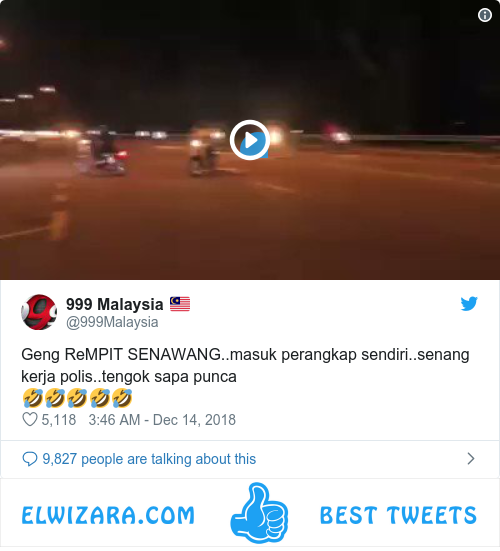 999 Malaysia 🇲🇾
@999Malaysia
Geng ReMPIT SENAWANG..masuk perangkap sendiri..senang
kerja polis..tengok sapa punca
🤣🤣🤣🤣🤣
5,118 3:46 AM - Dec 14, 2018
9,827 people are talking about this
ELWIZARA.COM BEST TWEETS